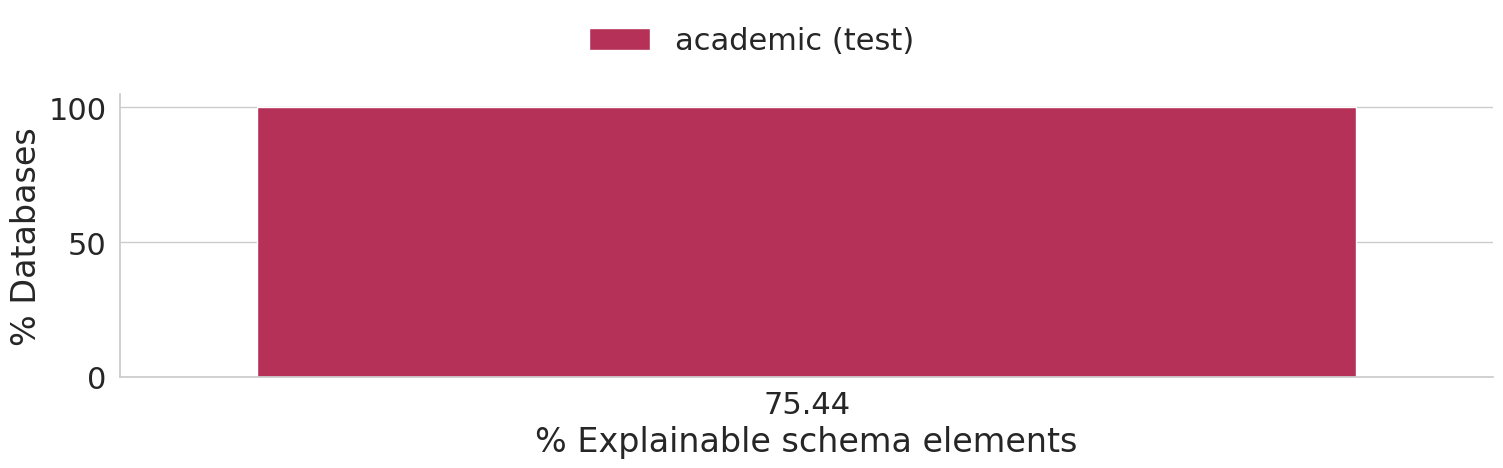 academic (test)
100
50
0
% Databases
75.44
% Explainable schema elements